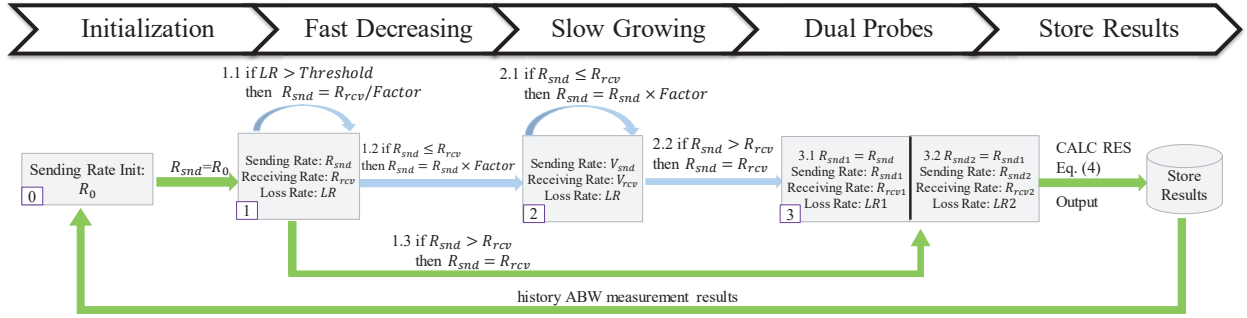 Initialization
Fast Decreasing
Slow Growing
Dual Probes
Store Results
1.1 if LR > Threshold
then R_snd = R_rcv/Factor
2.1 if R_snd ≤ R_rcv
then R_snd = R_snd × Factor
Sending Rate Init:
R_0
0
R_snd=R_0
Sending Rate: R_snd
Receiving Rate: R_rcv
Loss Rate: LR
1
1.2 if R_snd ≤ R_rcv
then R_snd = R_snd × Factor
Sending Rate: V_snd
Receiving Rate: V_rcv
Loss Rate: LR
2
2.2 if R_snd > R_rcv
then R_snd = R_rcv
3.1 R_snd1 = R_snd
Sending Rate: R_snd1
Receiving Rate: R_rcv1
Loss Rate: LR1
3
3.2 R_snd2 = R_snd1
Sending Rate: R_snd2
Receiving Rate: R_rcv2
Loss Rate: LR2
CALC RES
Eq. (4)
Output
Store
Results
1.3 if R_snd > R_rcv
then R_snd = R_rcv
history ABW measurement results